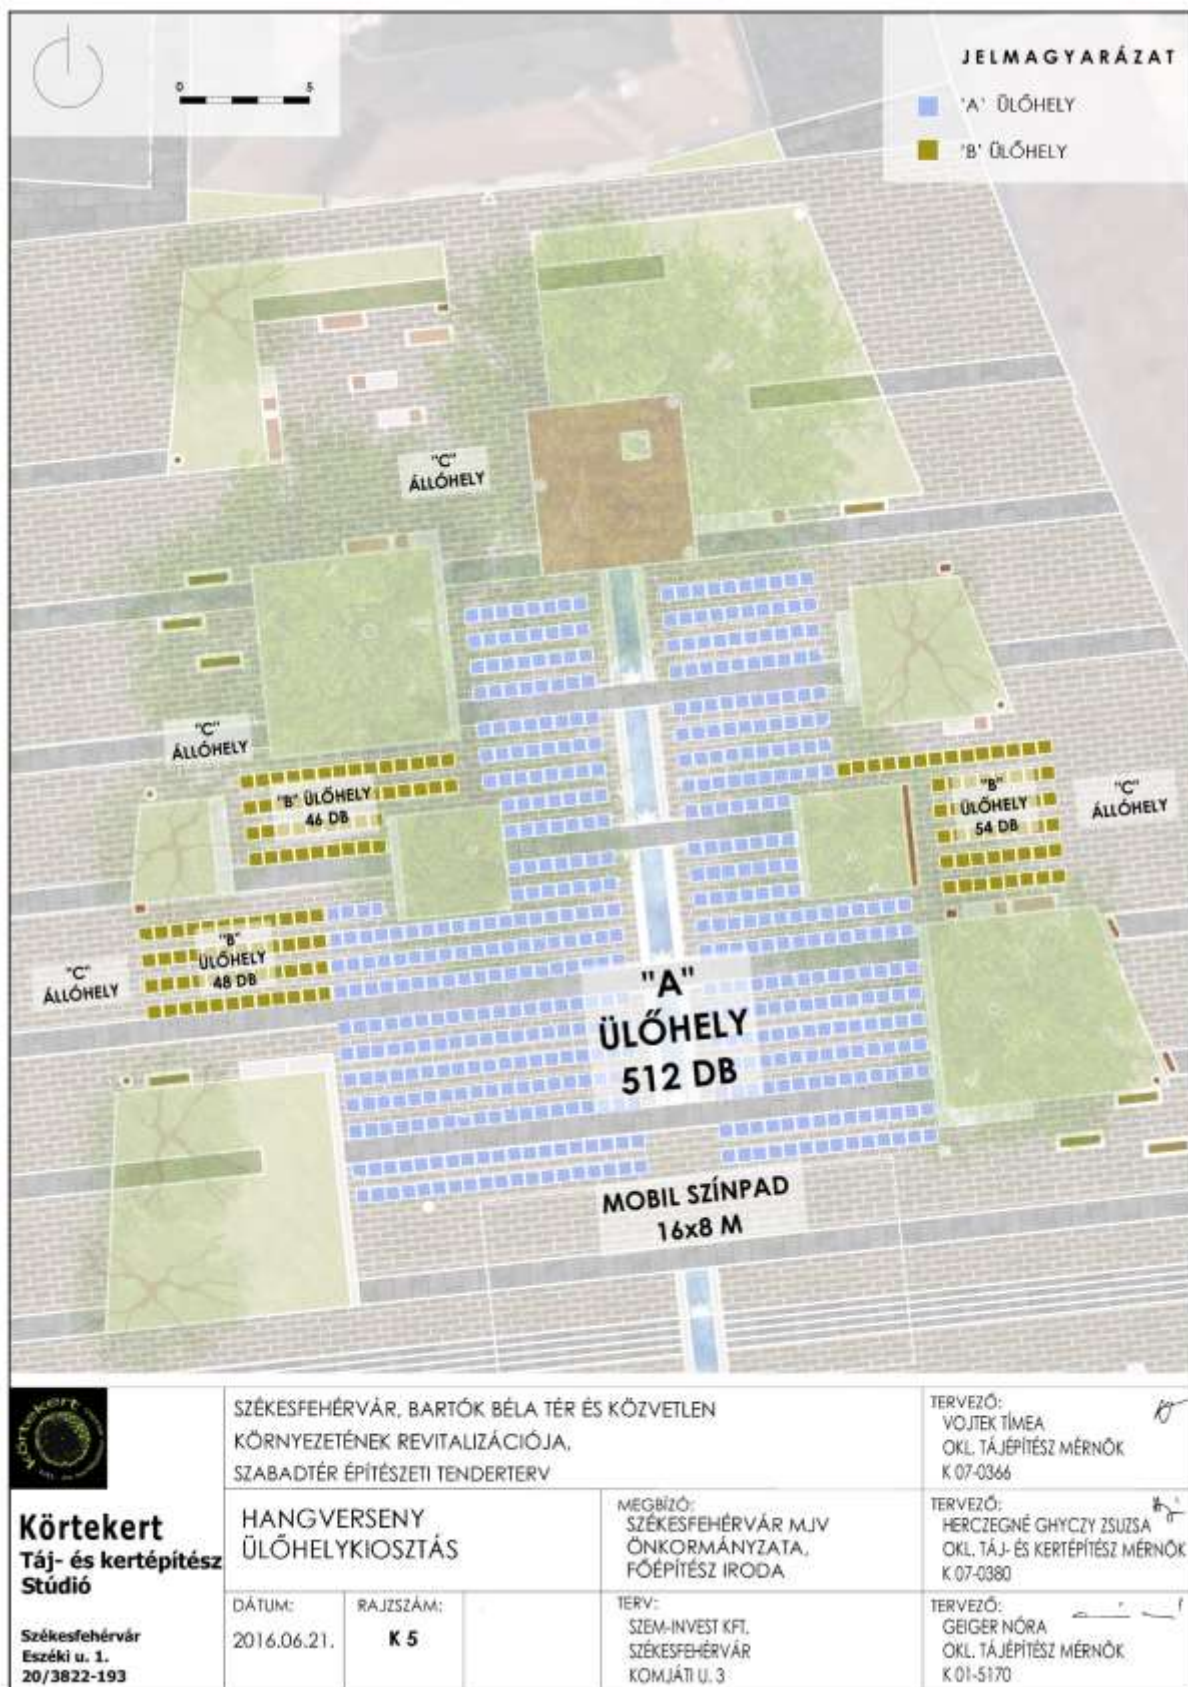 0 5
JELMAGYARÁZAT
'A' ÜLŐHELY
'B' ÜLŐHELY
"C"
ÁLLÓHELY
"C"
ÁLLÓHELY
"B" ÜLŐHELY
46 DB
"B"
ÜLŐHELY
54 DB
"C"
ÁLLÓHELY
"B"
ÜLŐHELY
48 DB
"C"
ÁLLÓHELY
"A"
ÜLŐHELY
512 DB
MOBIL SZÍNPAD
16x8 M
Körtekert
Körtekert
Táj- és kertépítész
Stúdió
Székesfehérvár
Eszéki u. 1.
20/3822-193
SZÉKESFEHÉRVÁR, BARTÓK BÉLA TÉR ÉS KÖZVETLEN
KÖRNYEZETÉNEK REVITALIZÁCIÓJA,
SZABADTÉR ÉPÍTÉSZETI TENDERTERV
HANGVERSENY
ÜLŐHELYKIOSZTÁS
DÁTUM:
2016.06.21.
RAJZSZÁM:
K 5
MEGBÍZÓ:
SZÉKESFEHÉRVÁR MJV
ÖNKORMÁNYZATA,
FŐÉPÍTÉSZ IRODA
TERV:
SZEM-INVEST KFT.
SZÉKESFEHÉRVÁR
KOMJÁTI U. 3
TERVEZŐ:
VOJTEK TÍMEA
OKL. TÁJÉPÍTÉSZ MÉRNÖK
K 07-0366
TERVEZŐ:
HERCZEGNÉ GHYCZY ZSUZSA
OKL. TÁJ- ÉS KERTÉPÍTÉSZ MÉRNÖK
K 07-0380
TERVEZŐ:
GEIGER NÓRA
OKL. TÁJÉPÍTÉSZ MÉRNÖK
K 01-5170